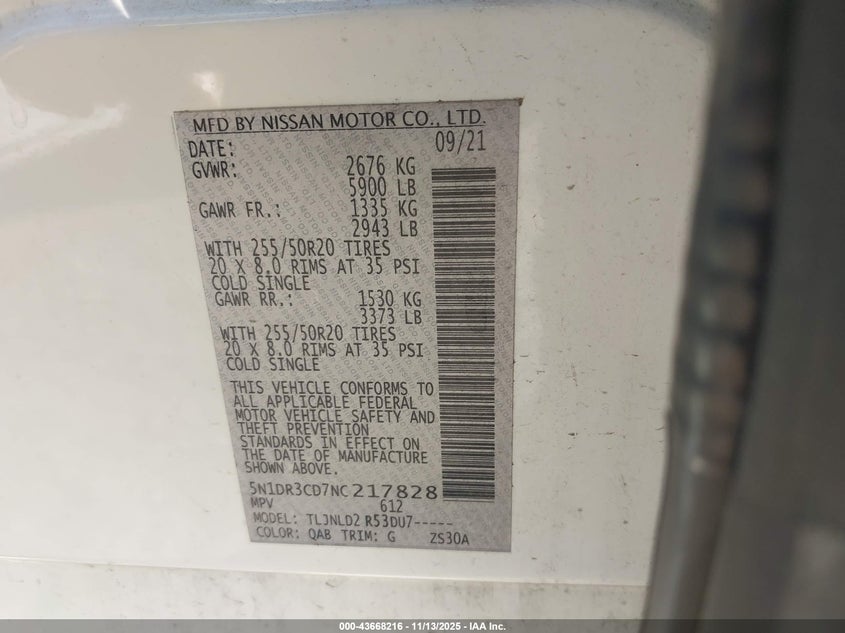 MFD BY NISSAN MOTOR CO., LTD.
DATE: 09/21
GVWR: 2676 KG
5900 LB
GAWR FR.: 1335 KG
2943 LB
WITH 255/50R20 TIRES
20 X 8.0 RIMS AT 35 PSI
COLD SINGLE
GAWR RR.: 1530 KG
3373 LB
WITH 255/50R20 TIRES
20 X 8.0 RIMS AT 35 PSI
COLD SINGLE
THIS VEHICLE CONFORMS TO
ALL APPLICABLE FEDERAL
MOTOR VEHICLE SAFETY AND
THEFT PREVENTION
STANDARDS IN EFFECT ON
THE DATE OF MANUFACTURE
SHOWN ABOVE.
5N1DR3CD7NC217828
MPV 612
MODEL: TLJNLD2 R53DU7-----
COLOR: QAB TRIM: G ZS30A
000-43668216 - 11/13/2025 - IAA Inc.